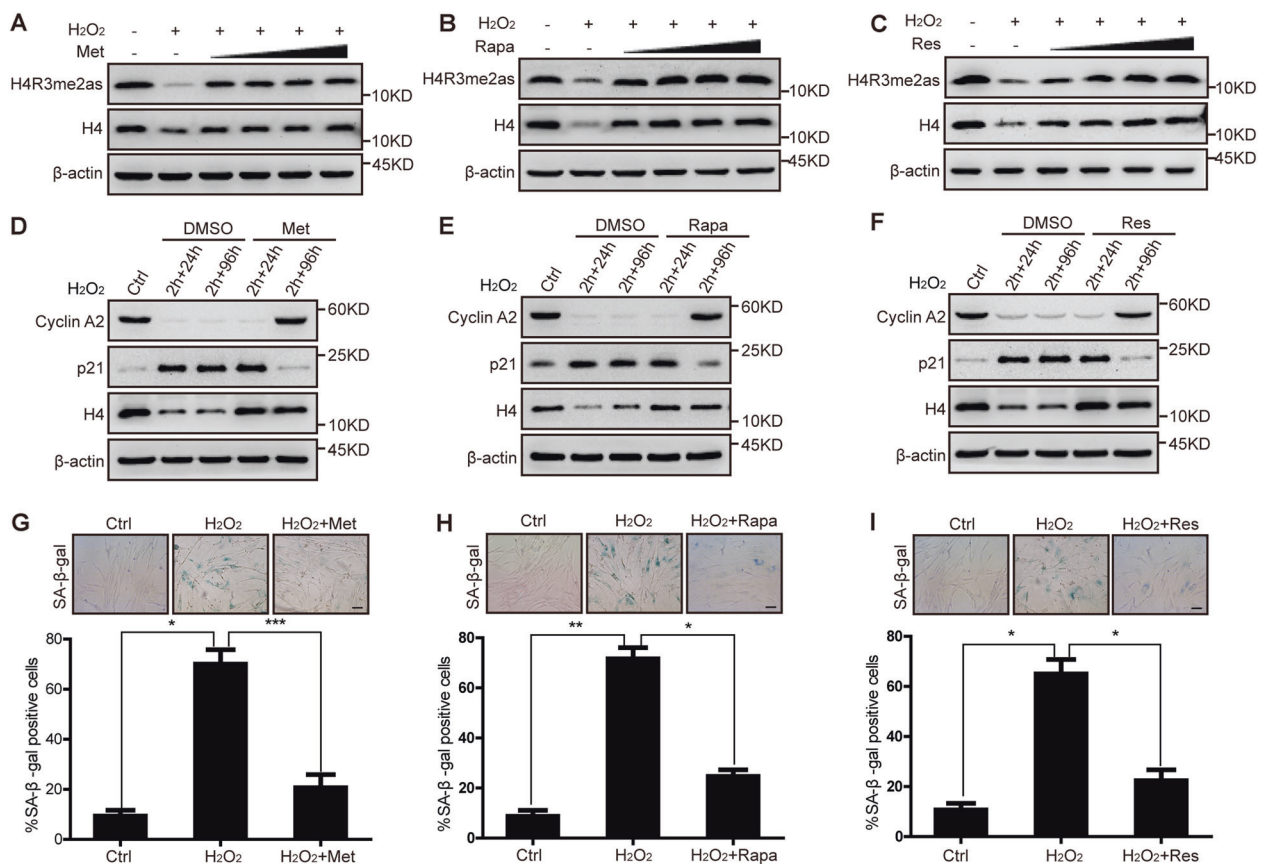 A
H2O2 - + + + + +
Met - -
H4R3me2as
10KD
H4
10KD
β-actin
45KD
B
H2O2 - + + + + +
Rapa - -
H4R3me2as
10KD
H4
10KD
β-actin
45KD
C
H2O2 - + + + + +
Res - -
H4R3me2as
10KD
H4
10KD
β-actin
45KD
D
DMSO Met
H2O2 Ctrl 2h+24h 2h+96h 2h+24h 2h+96h
Cyclin A2
60KD
p21
25KD
H4
10KD
β-actin
45KD
E
DMSO Rapa
H2O2 Ctrl 2h+24h 2h+96h 2h+24h 2h+96h
Cyclin A2
60KD
p21
25KD
H4
10KD
β-actin
45KD
F
DMSO Res
H2O2 Ctrl 2h+24h 2h+96h 2h+24h 2h+96h
Cyclin A2
60KD
p21
25KD
H4
10KD
β-actin
45KD
G
Ctrl H2O2 H2O2+Met
SA-β-gal
* ***
%SA-β -gal positive cells
80
60
40
20
0
Ctrl H2O2 H2O2+Met
H
Ctrl H2O2 H2O2+Rapa
SA-β-gal
** *
%SA-β -gal positive cells
80
60
40
20
0
Ctrl H2O2 H2O2+Rapa
I
Ctrl H2O2 H2O2+Res
SA-β-gal
* *
%SA-β -gal positive cells
80
60
40
20
0
Ctrl H2O2 H2O2+Res